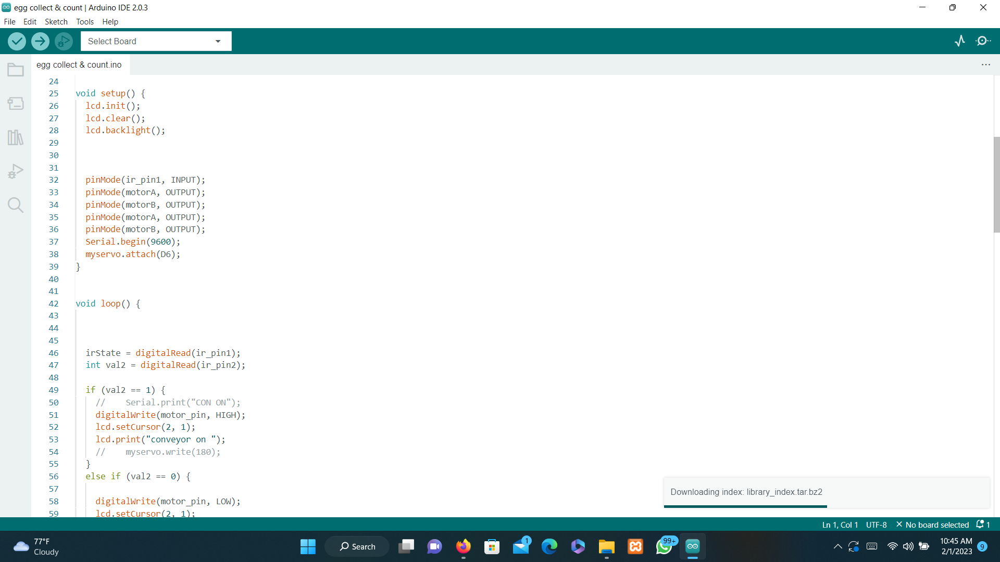 egg collect & count | Arduino IDE 2.0.3
File Edit Sketch Tools Help
Select Board
egg collect & count.ino
24
25 void setup() {
26 lcd.init();
27 lcd.clear();
28 lcd.backlight();
29
30
31
32 pinMode(ir_pin1, INPUT);
33 pinMode(motorA, OUTPUT);
34 pinMode(motorB, OUTPUT);
35 pinMode(motorA, OUTPUT);
36 pinMode(motorB, OUTPUT);
37 Serial.begin(9600);
38 myservo.attach(D6);
39 }
40
41
42 void loop() {
43
44
45
46 irState = digitalRead(ir_pin1);
47 int val2 = digitalRead(ir_pin2);
48
49 if (val2 == 1) {
50 // Serial.print("CON ON");
51 digitalWrite(motor_pin, HIGH);
52 lcd.setCursor(2, 1);
53 lcd.print("conveyor on ");
54 // myservo.write(180);
55 }
56 else if (val2 == 0) {
57
58 digitalWrite(motor_pin, LOW);
59 lcd.setCursor(2, 1);
Downloading index: library_index.tar.bz2
Ln 1, Col 1 UTF-8 No board selected 1
77°F
Cloudy
Search
1
99+
10:45 AM
2/1/2023
9